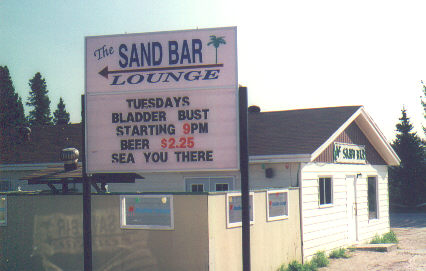 The SAND BAR
LOUNGE
TUESDAYS
BLADDER BUST
STARTING 9PM
BEER $2.25
SEA YOU THERE
SAND BAR